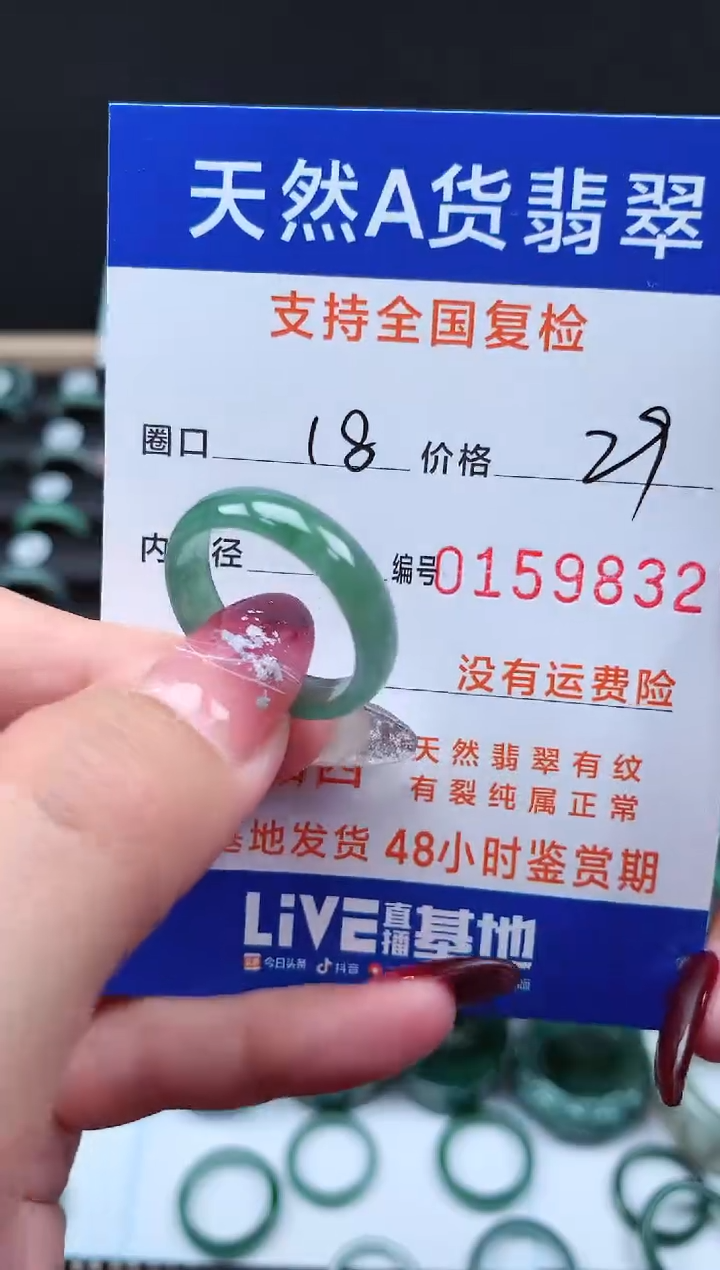 天然A货翡翠
支持全国复检
圈口 18 价格 29
内径 编号0159832
没有运费险
天然翡翠有纹
有裂纯属正常
基地发货 48小时鉴赏期
LiVE直播基地
今日头条 抖音